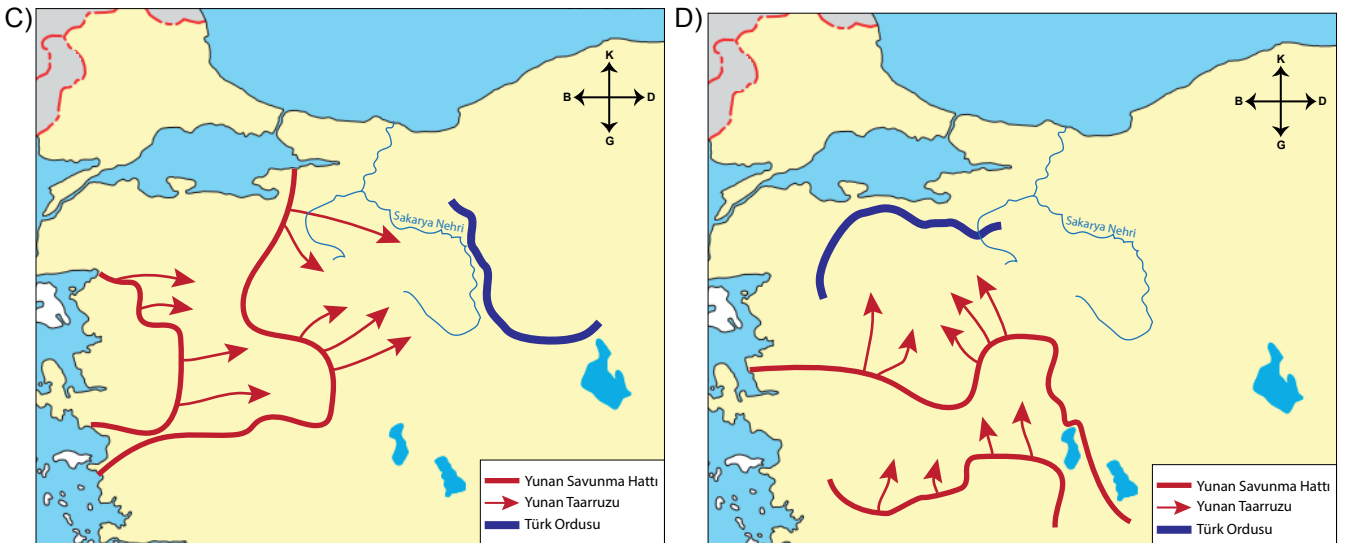 C)
K
B D
G
Sakarya Nehri
Yunan Savunma Hattı
Yunan Taarruzu
Türk Ordusu
D)
K
B D
G
Sakarya Nehri
Yunan Savunma Hattı
Yunan Taarruzu
Türk Ordusu